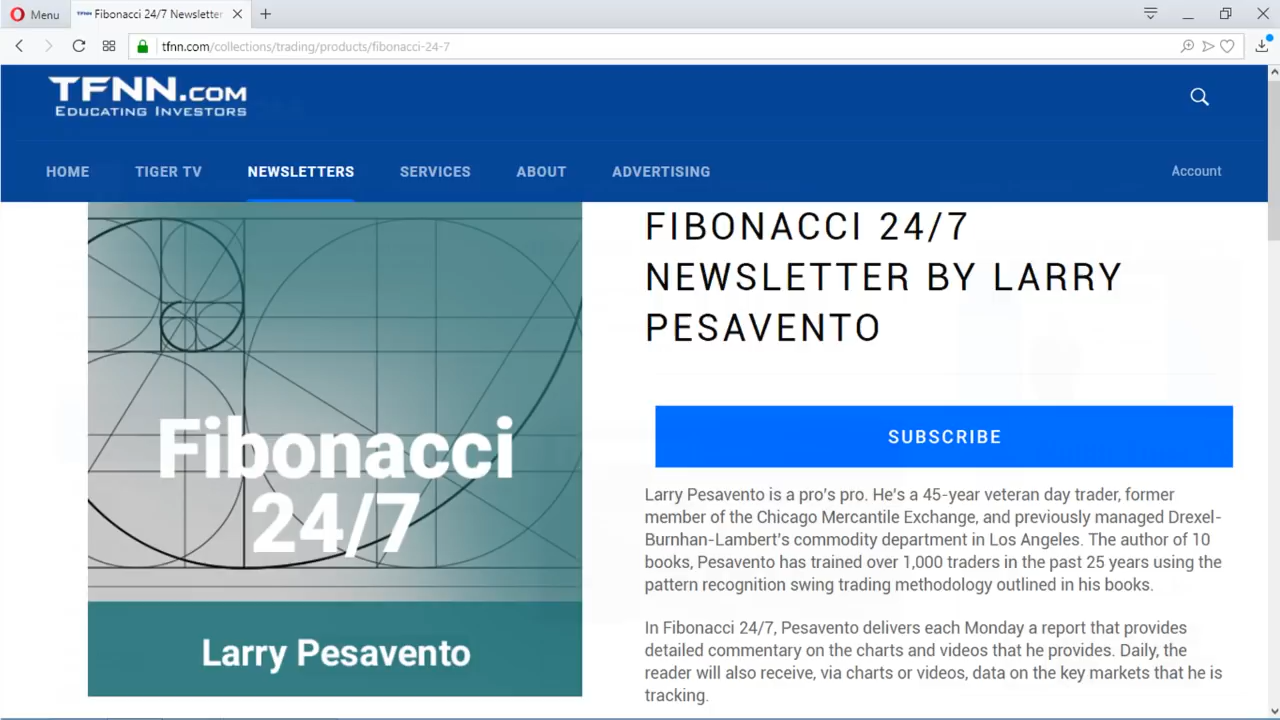 Menu
Fibonacci 24/7 Newsletter
tfnn.com/collections/trading/products/fibonacci-24-7
TFNN.COM
EDUCATING INVESTORS
HOME TIGER TV NEWSLETTERS SERVICES ABOUT ADVERTISING Account
Fibonacci
24/7
Larry Pesavento
FIBONACCI 24/7
NEWSLETTER BY LARRY
PESAVENTO
SUBSCRIBE
Larry Pesavento is a pro's pro. He's a 45-year veteran day trader, former
member of the Chicago Mercantile Exchange, and previously managed Drexel-
Burnhan-Lambert's commodity department in Los Angeles. The author of 10
books, Pesavento has trained over 1,000 traders in the past 25 years using the
pattern recognition swing trading methodology outlined in his books.
In Fibonacci 24/7, Pesavento delivers each Monday a report that provides
detailed commentary on the charts and videos that he provides. Daily, the
reader will also receive, via charts or videos, data on the key markets that he is
tracking.